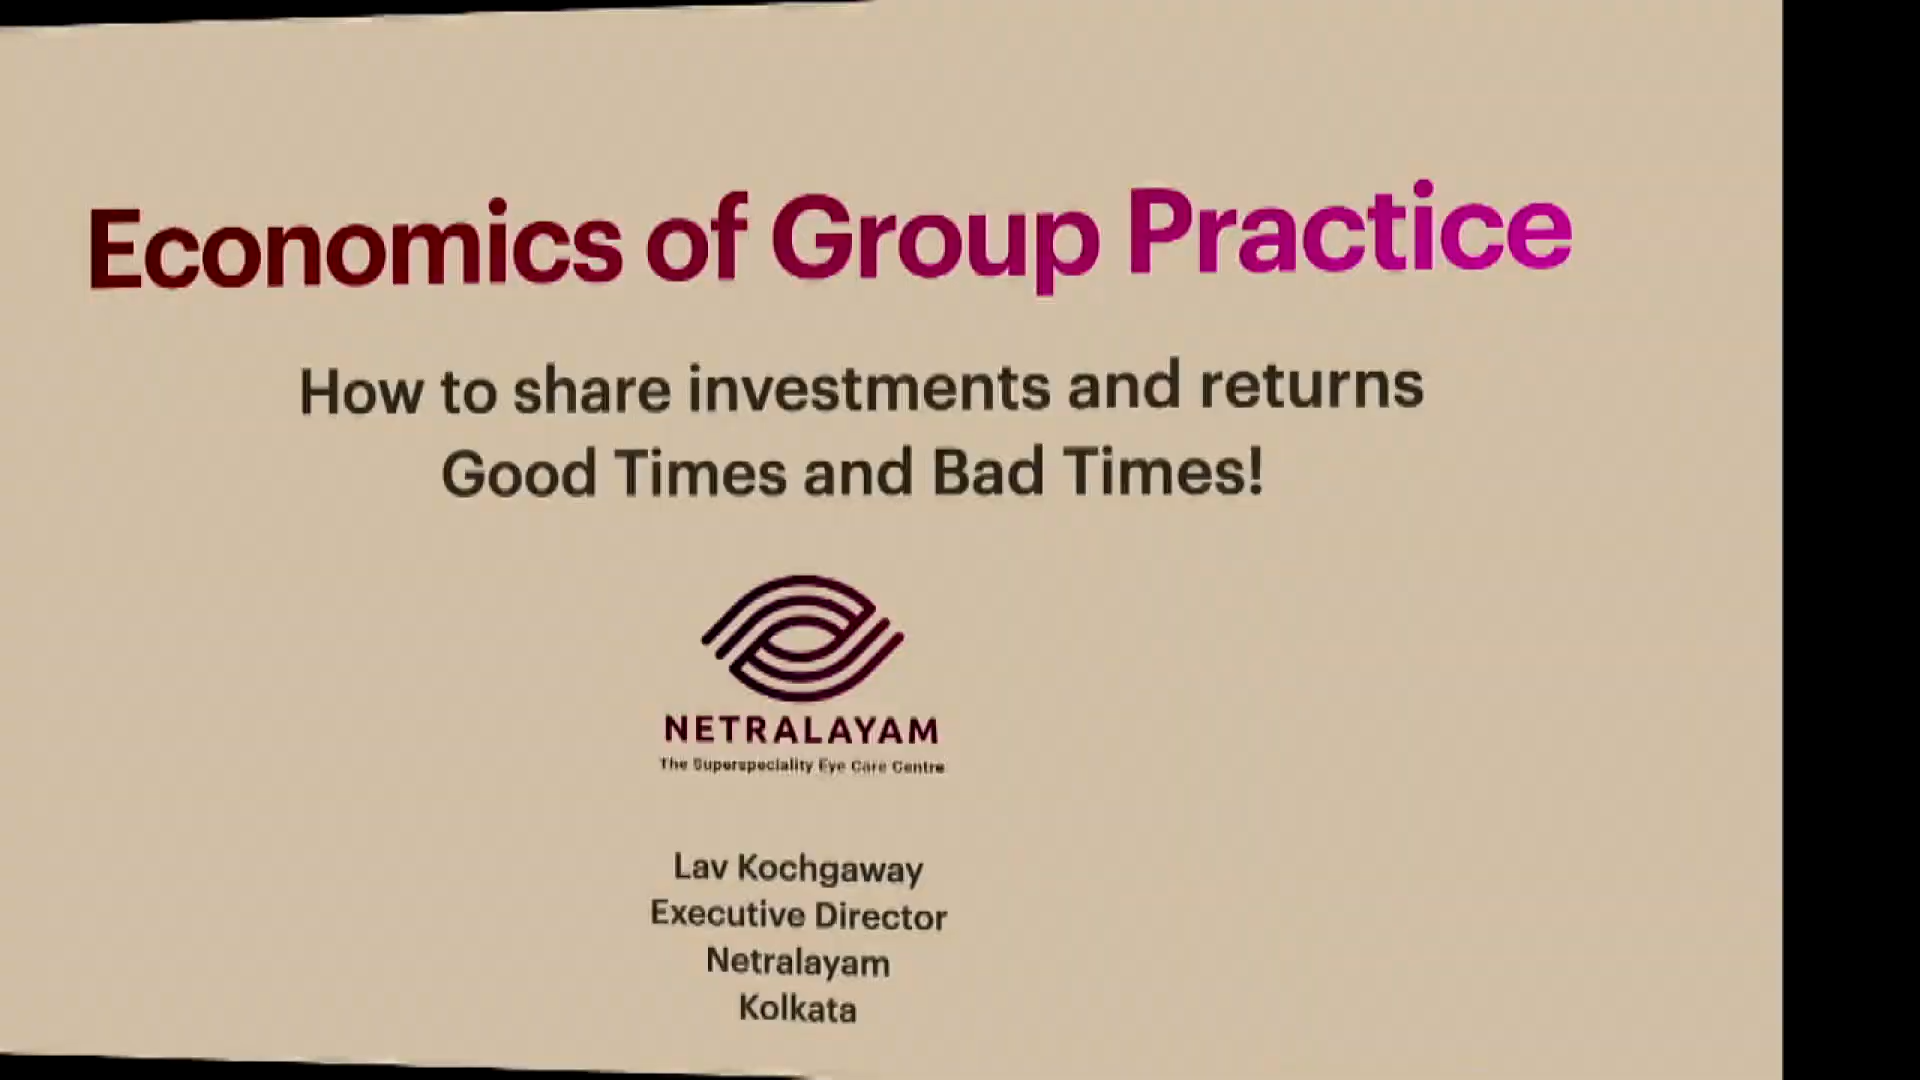 Economics of Group Practice
How to share investments and returns
Good Times and Bad Times!
NETRALAYAM
The Superspeciality Eye Care Centre
Lav Kochgaway
Executive Director
Netralayam
Kolkata